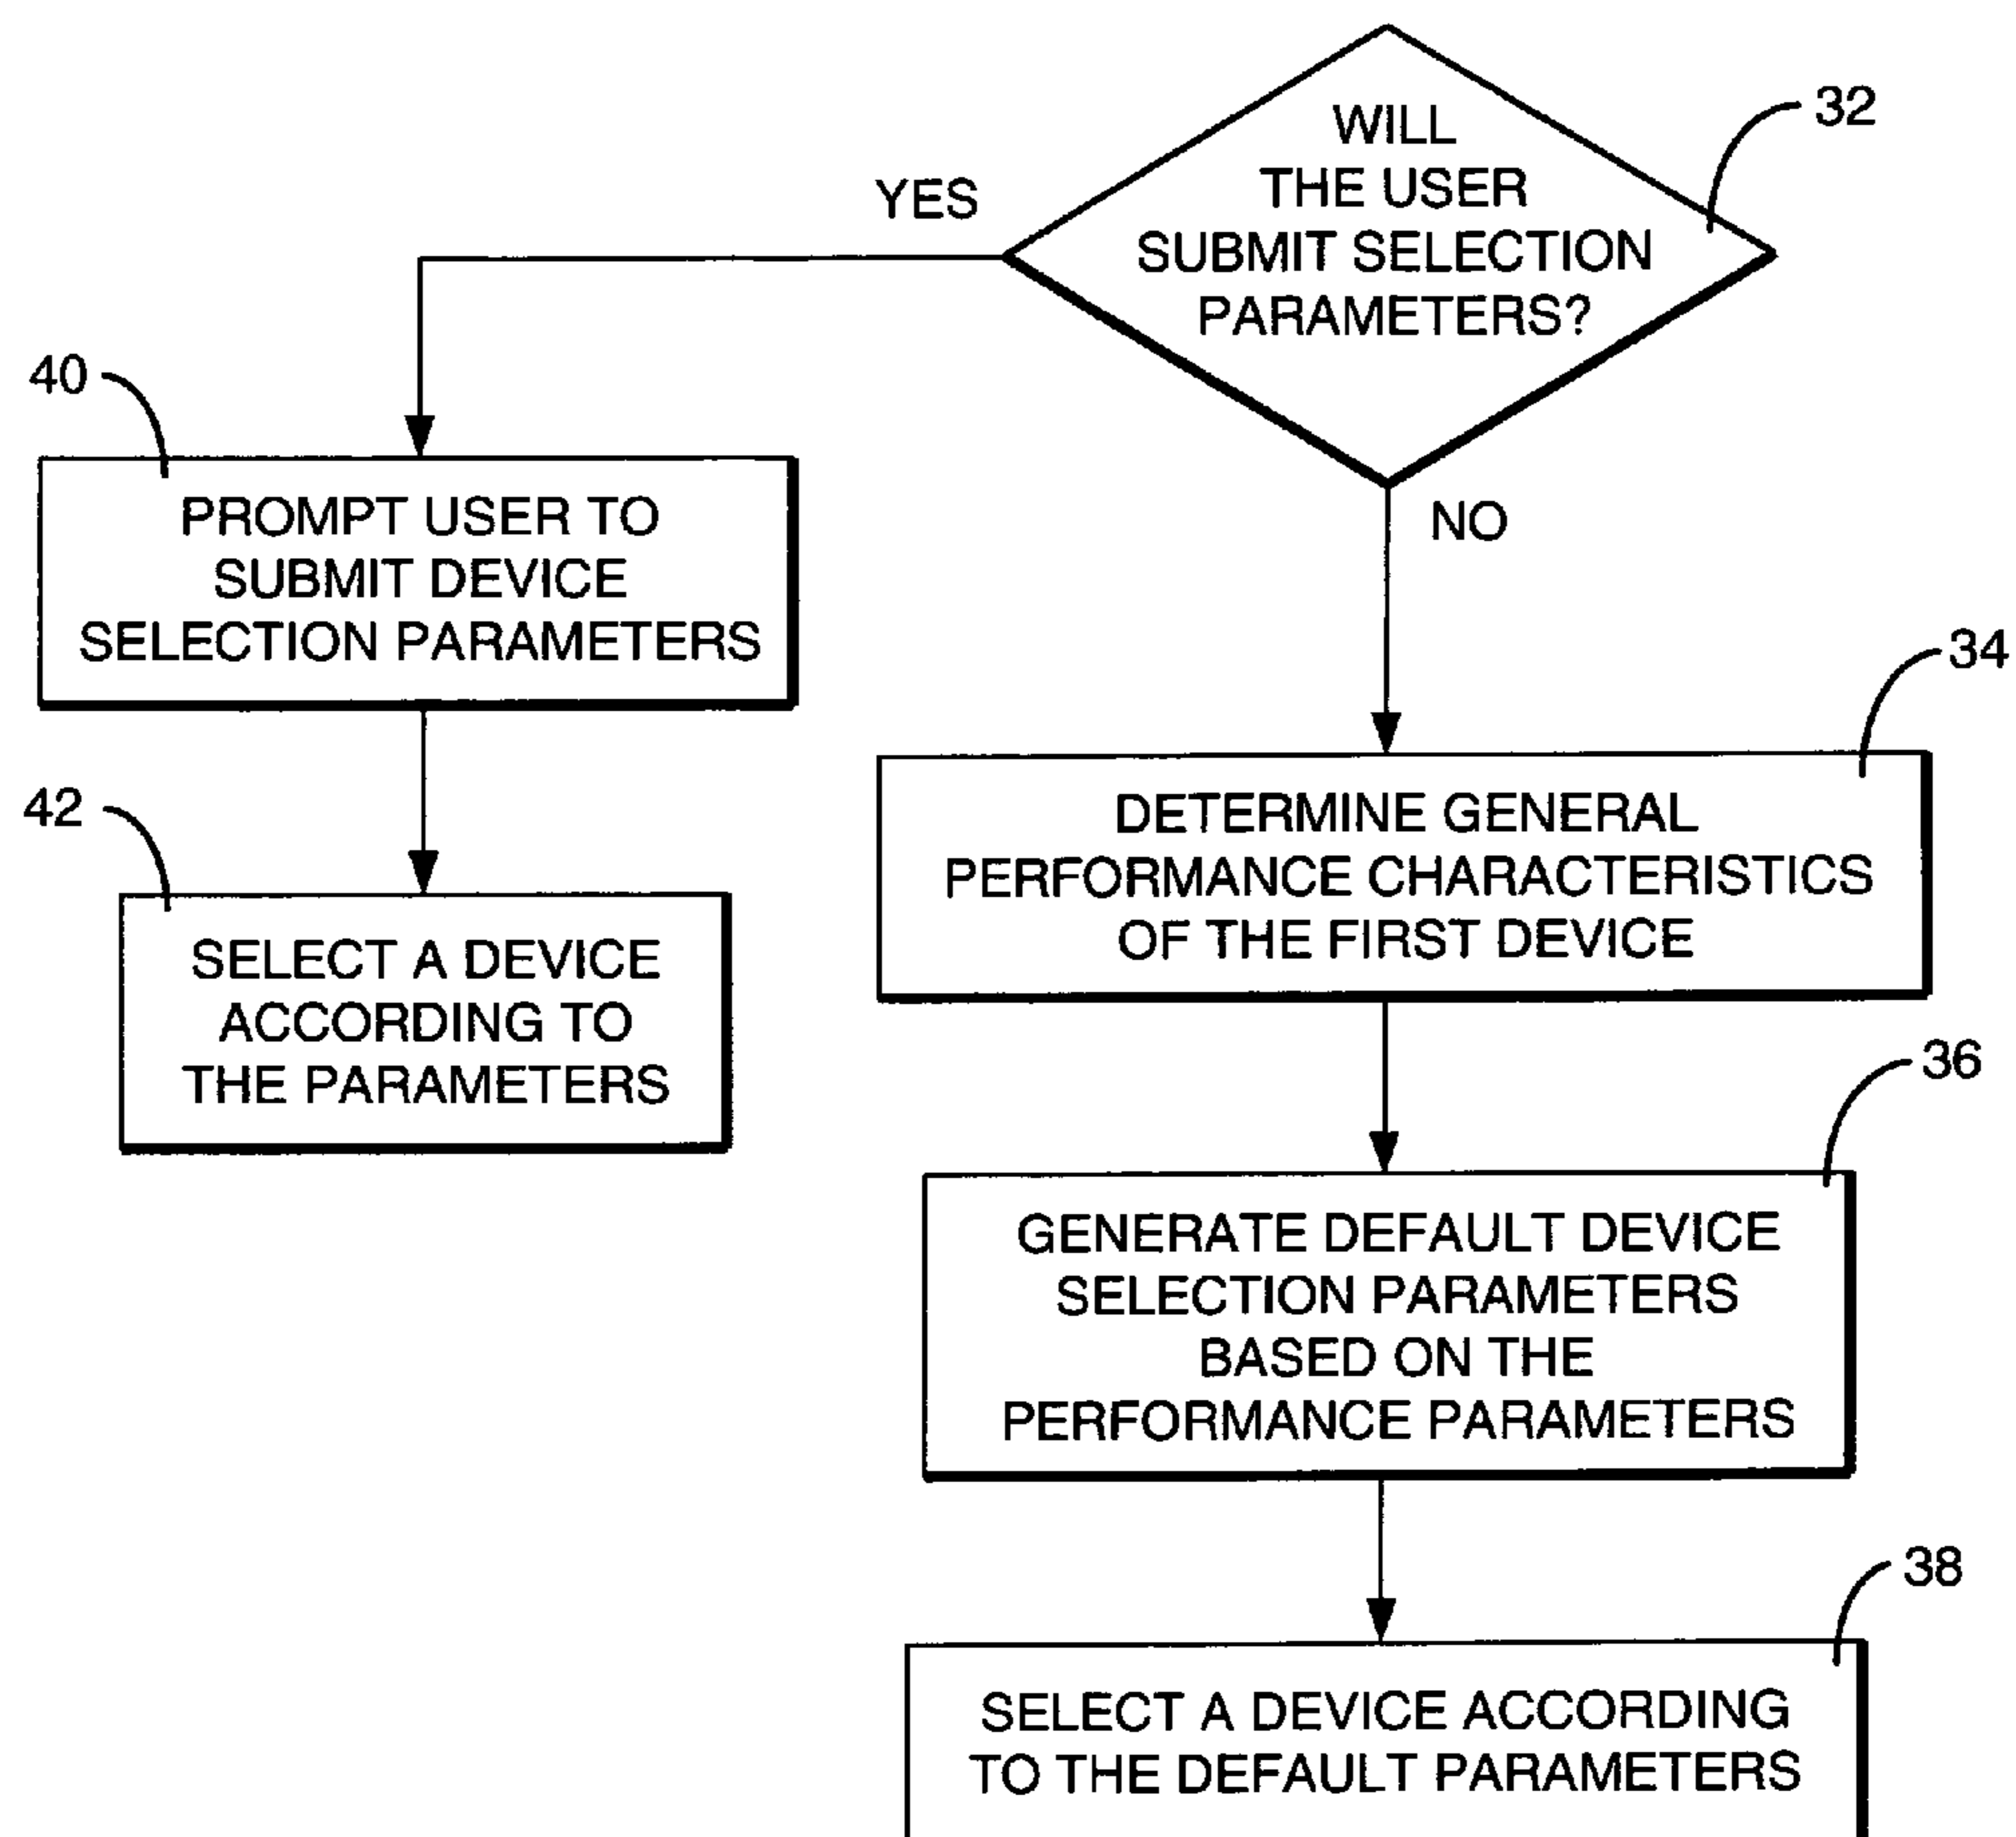 WILL
THE USER
SUBMIT SELECTION
PARAMETERS?
32
YES
NO
40
PROMPT USER TO
SUBMIT DEVICE
SELECTION PARAMETERS
42
SELECT A DEVICE
ACCORDING TO
THE PARAMETERS
34
DETERMINE GENERAL
PERFORMANCE CHARACTERISTICS
OF THE FIRST DEVICE
36
GENERATE DEFAULT DEVICE
SELECTION PARAMETERS
BASED ON THE
PERFORMANCE PARAMETERS
38
SELECT A DEVICE ACCORDING
TO THE DEFAULT PARAMETERS